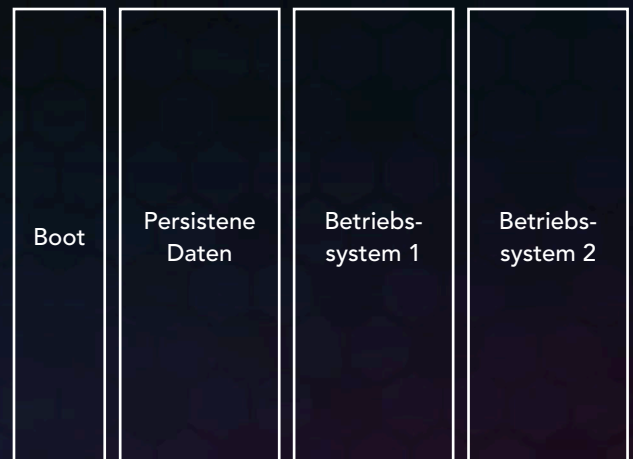 Boot
Persistene
Daten
Betriebs-
system 1
Betriebs-
system 2